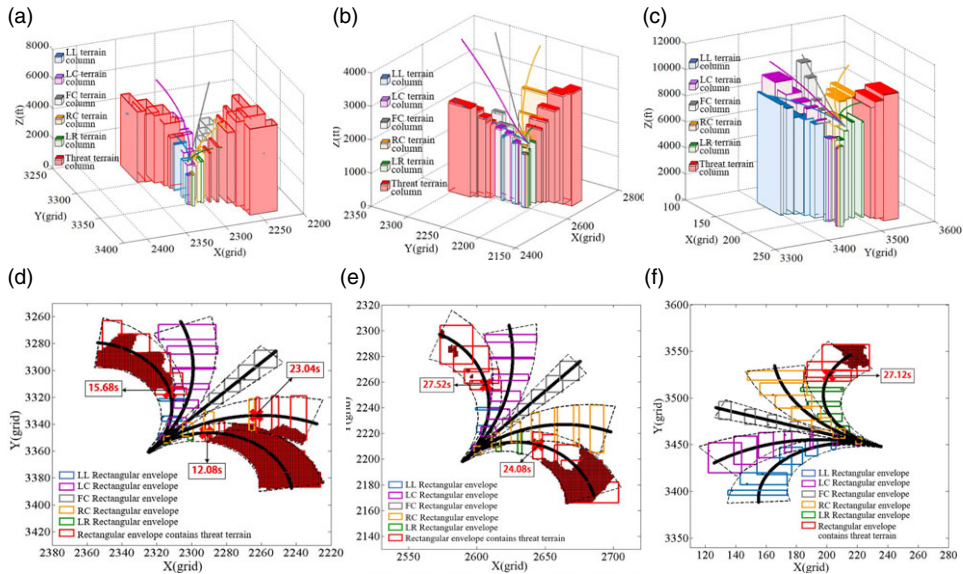 (a)
8000
6000
4000
2000
0
Z(ft)
LL terrain
column
LC terrain
column
FC terrain
column
RC terrain
column
LR terrain
column
Threat terrain
column
3250
3300
3350
3400
Y(grid)
2400
2350
2300
2250
2200
X(grid)
(b)
4000
3000
2000
1000
0
Z(ft)
LL terrain
column
LC terrain
column
FC terrain
column
RC terrain
column
LR terrain
column
Threat terrain
column
2350
2300
2250
2200
2150
Y(grid)
2400
2600
2800
X(grid)
(c)
12000
10000
8000
6000
4000
2000
0
Z(ft)
LL terrain
column
LC terrain
column
FC terrain
column
RC terrain
column
LR terrain
column
Threat terrain
column
100
150
200
250
X(grid)
3300
3400
3500
3600
Y(grid)
(d)
3260
3280
3300
3320
3340
3360
3380
3400
3420
Y(grid)
15.68s
23.04s
12.08s
LL Rectangular envelope
LC Rectangular envelope
FC Rectangular envelope
RC Rectangular envelope
LR Rectangular envelope
Rectangular envelope contains threat terrain
2380
2360
2340
2320
2300
2280
2260
2240
2220
X(grid)
(e)
2320
2300
2280
2260
2240
2220
2200
2180
2160
2140
27.52s
24.08s
LL Rectangular envelope
LC Rectangular envelope
FC Rectangular envelope
RC Rectangular envelope
LR Rectangular envelope
Rectangular envelope contains threat terrain
2550
2600
2650
2700
X(grid)
(f)
3600
3550
3500
3450
3400
3350
Y(grid)
27.12s
LL Rectangular envelope
LC Rectangular envelope
FC Rectangular envelope
RC Rectangular envelope
LR Rectangular envelope
Rectangular envelope
contains threat terrain
120
140
160
180
200
220
240
260
280
X(grid)